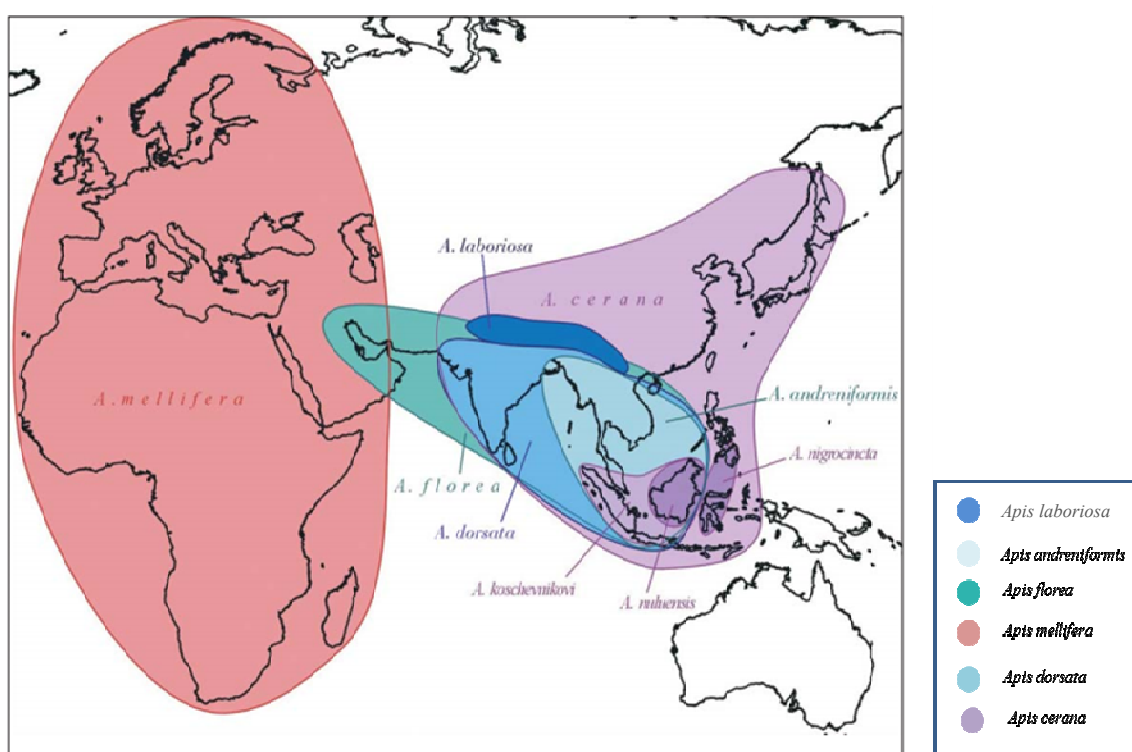 A. laboriosa
A. cerana
A. mellifera
A. andreniformis
A. nigrocincta
A. florea
A. dorsata
A. koschevnikovi
A. nuluensis
Apis laboriosa
Apis andreniformis
Apis florea
Apis mellifera
Apis dorsata
Apis cerana